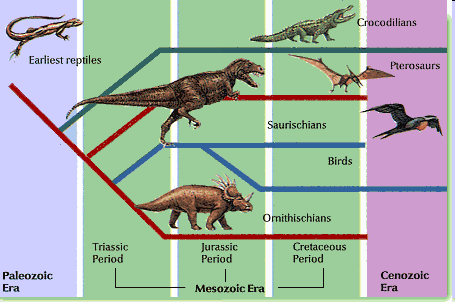 Crocodilians
Earliest reptiles
Pterosaurs
Saurischians
Birds
Ornithischians
Triassic
Period
Jurassic
Period
Cretaceous
Period
Paleozoic
Era
Mesozoic Era
Cenozoic
Era